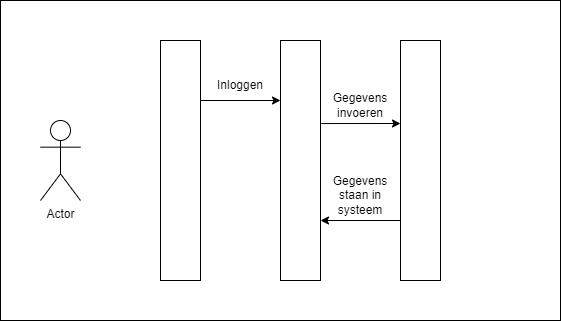 Inloggen
Gegevens
invoeren
Gegevens
staan in
systeem
Actor